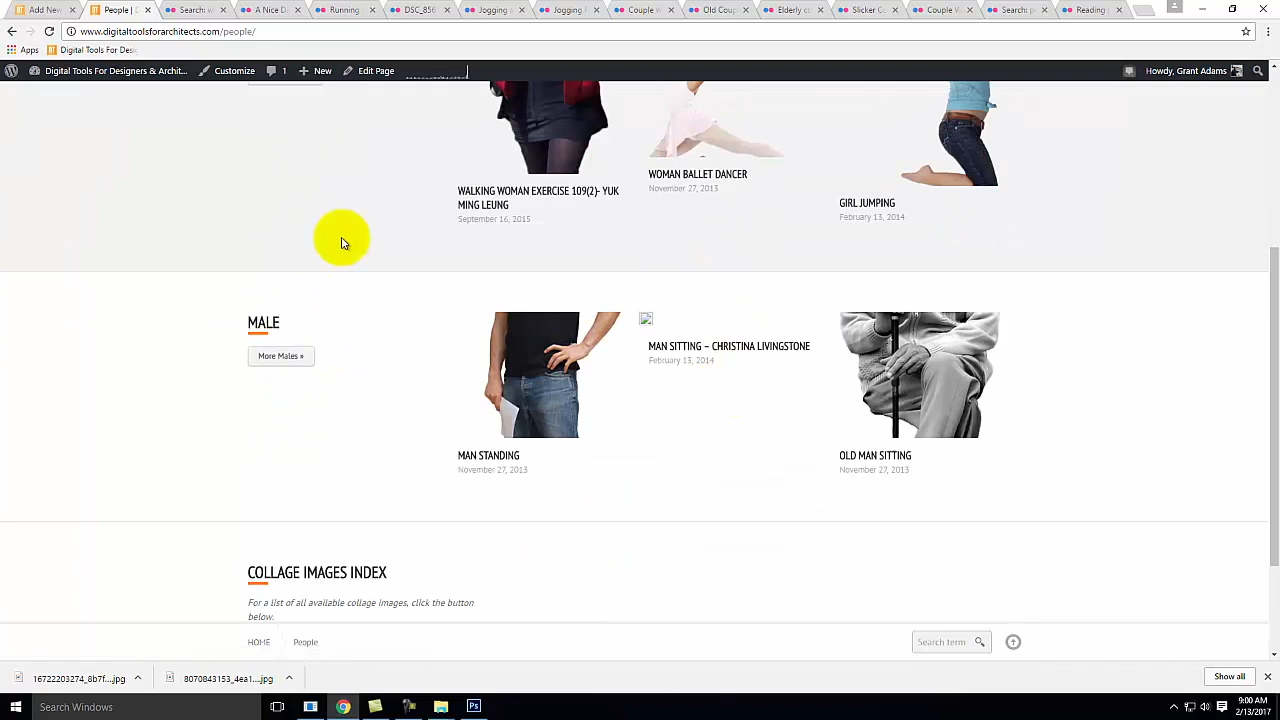 Add New
People | D
Search: w
A Nice D
Running
DSC_856
Jogging
Jogging
Couple w
Old Coup
Elderly co
Slicker Co
Couple W
Search: p
Reading
www.digitaltoolsforarchitects.com/people/
Apps
Digital Tools For Desi
Digital Tools For Designers & Archit...
Customize
1
New
Edit Page
Howdy, Grant Adams
WALKING WOMAN EXERCISE 109(2)- YUK
MING LEUNG
September 16, 2015
WOMAN BALLET DANCER
November 27, 2013
GIRL JUMPING
February 13, 2014
MALE
More Males »
MAN STANDING
November 27, 2013
MAN SITTING – CHRISTINA LIVINGSTONE
February 13, 2014
OLD MAN SITTING
November 27, 2013
COLLAGE IMAGES INDEX
For a list of all available collage images, click the button
below.
HOME
People
Search term
16722203274_8b7f....jpg
8070843153_4ea1....jpg
Show all
Search Windows
9:00 AM
2/13/2017